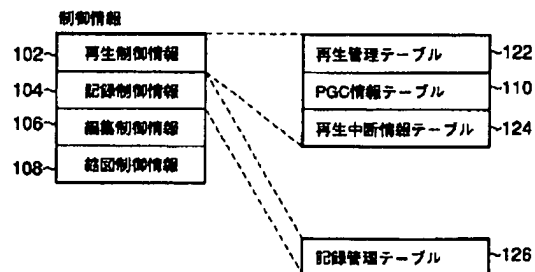 制御情報
102 再生制御情報
104 記録制御情報
106 編集制御情報
108 縮図制御情報
再生管理テーブル 122
PGC情報テーブル 110
再生中断情報テーブル 124
記録管理テーブル 126